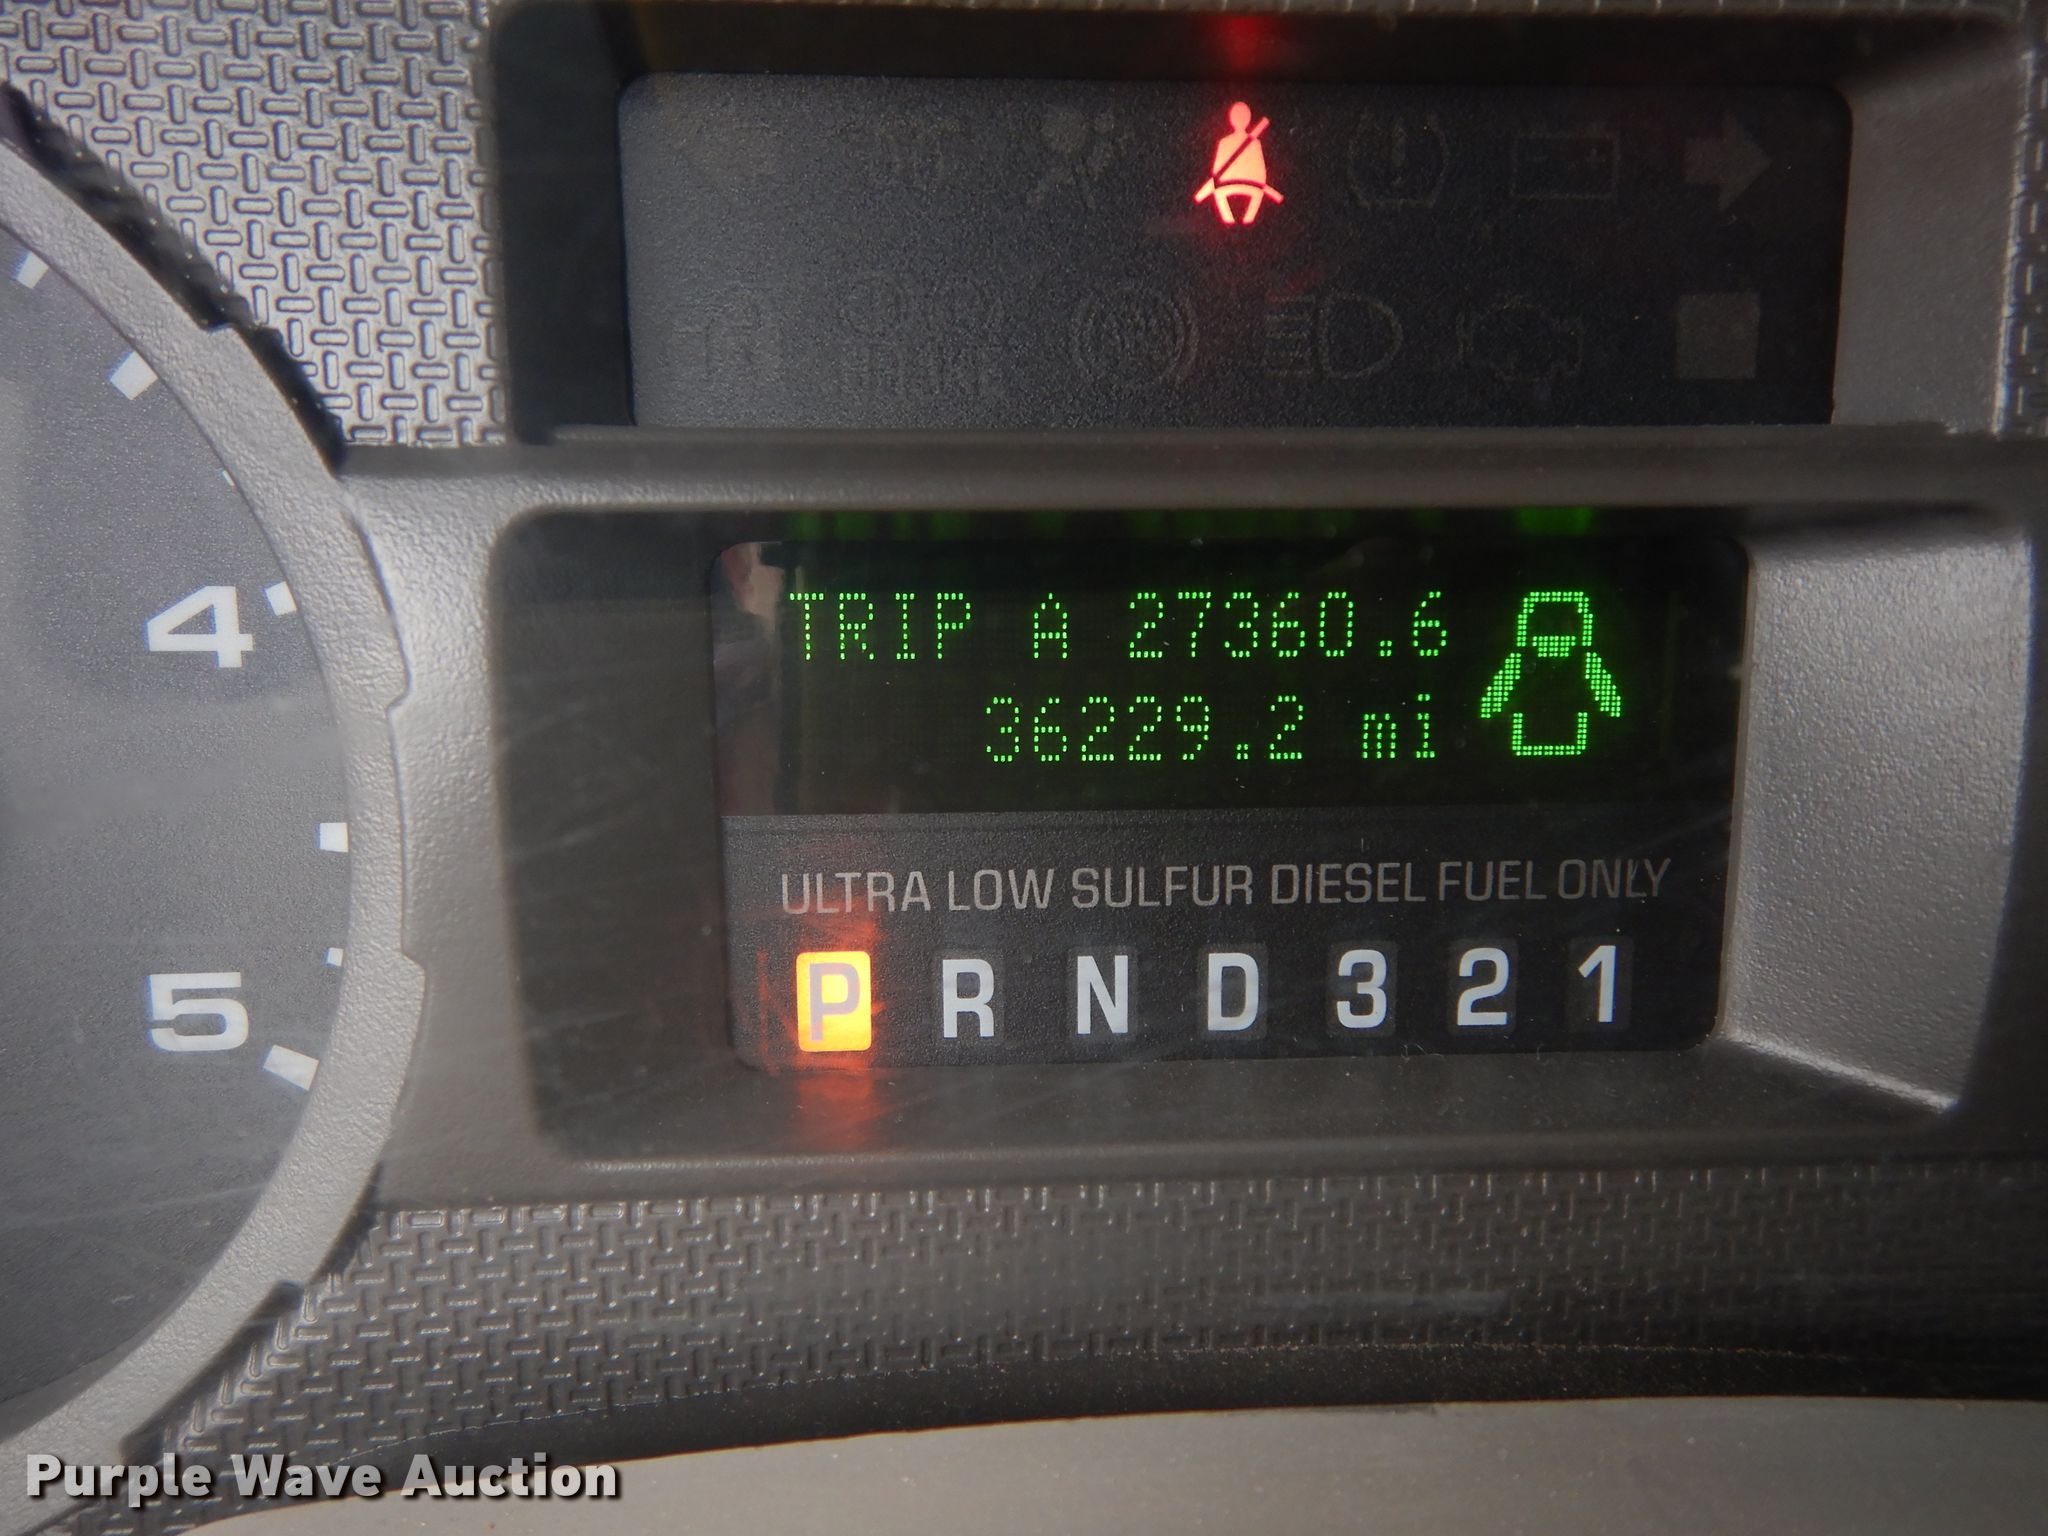 4
5
TRIP A 27360.6
36229.2 mi
ULTRA LOW SULFUR DIESEL FUEL ONLY
P R N D 3 2 1
Purple Wave Auction